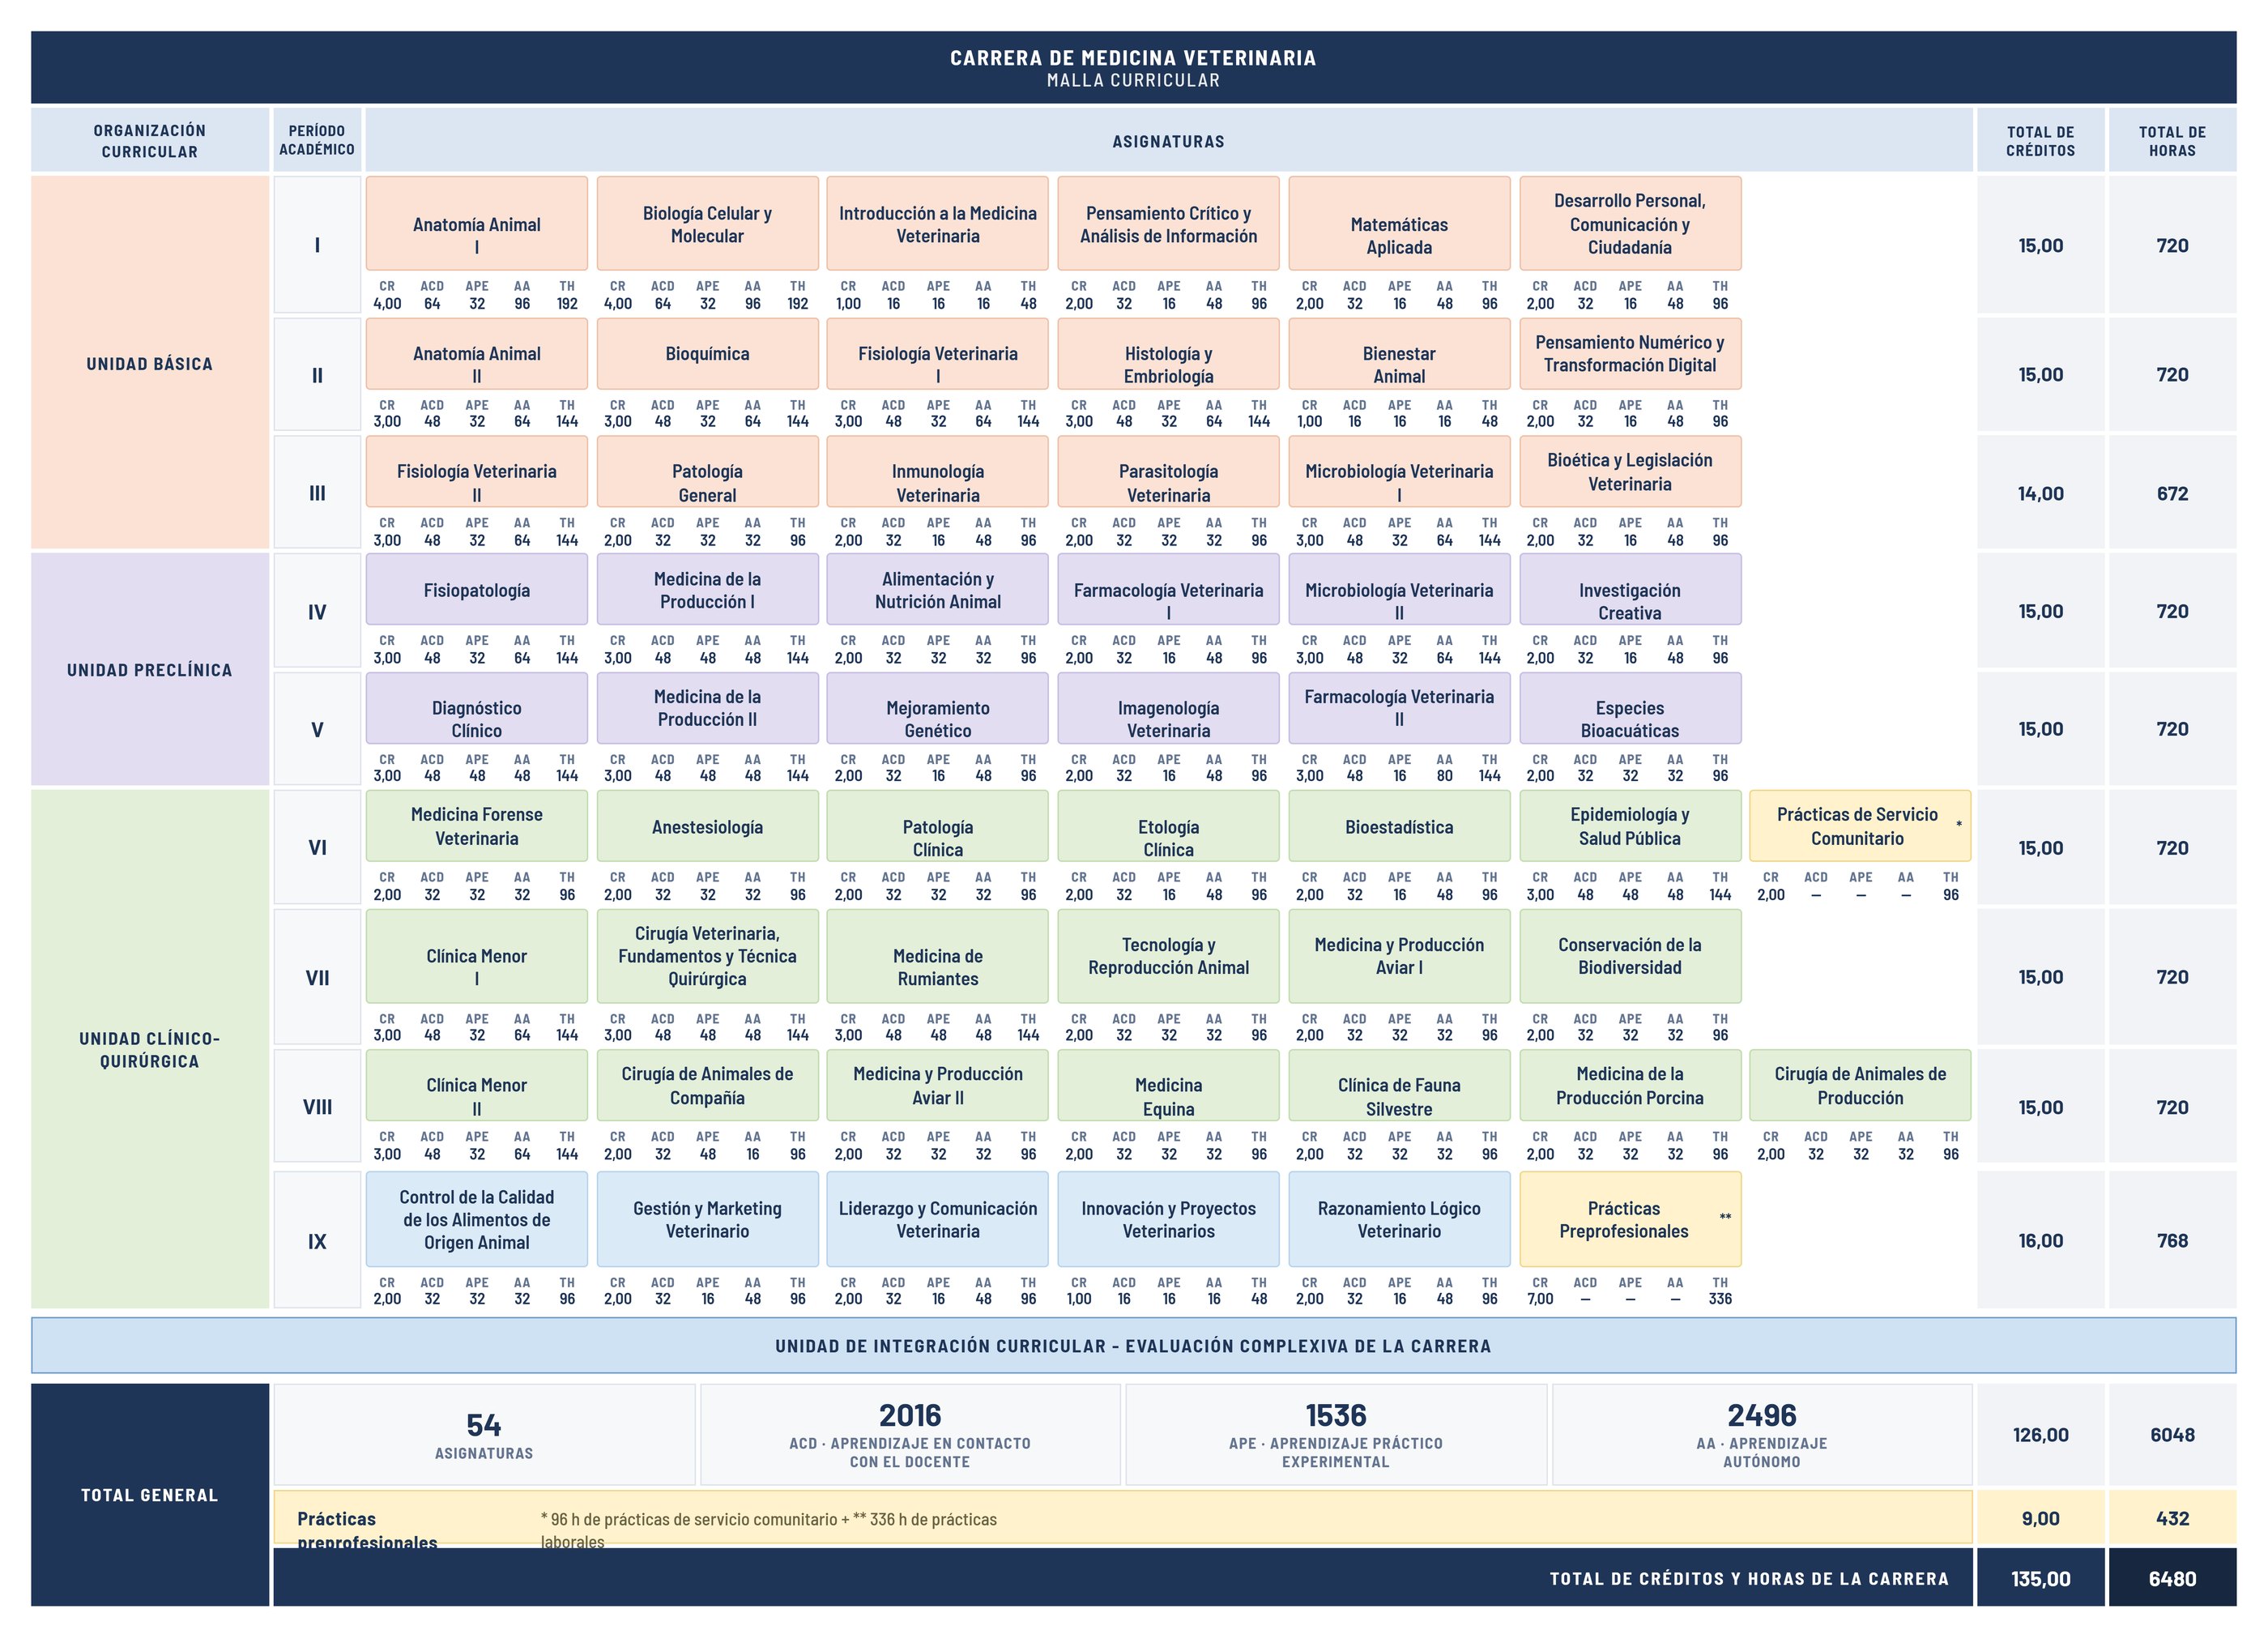 CARRERA DE MEDICINA VETERINARIA
MALLA CURRICULAR
ORGANIZACIÓN
CURRICULAR
PERÍODO
ACADÉMICO
ASIGNATURAS
TOTAL DE
CRÉDITOS
TOTAL DE
HORAS
UNIDAD BÁSICA
I
Anatomía Animal
I
CR ACD APE AA TH
4,00 64 32 96 192
Biología Celular y
Molecular
CR ACD APE AA TH
4,00 64 32 96 192
Introducción a la Medicina
Veterinaria
CR ACD APE AA TH
1,00 16 16 16 48
Pensamiento Crítico y
Análisis de Información
CR ACD APE AA TH
2,00 32 16 48 96
Matemáticas
Aplicada
CR ACD APE AA TH
2,00 32 16 48 96
Desarrollo Personal,
Comunicación y
Ciudadanía
CR ACD APE AA TH
2,00 32 16 48 96
15,00
720
II
Anatomía Animal
II
CR ACD APE AA TH
3,00 48 32 64 144
Bioquímica
CR ACD APE AA TH
3,00 48 32 64 144
Fisiología Veterinaria
I
CR ACD APE AA TH
3,00 48 32 64 144
Histología y
Embriología
CR ACD APE AA TH
3,00 48 32 64 144
Bienestar
Animal
CR ACD APE AA TH
1,00 16 16 16 48
Pensamiento Numérico y
Transformación Digital
CR ACD APE AA TH
2,00 32 16 48 96
15,00
720
III
Fisiología Veterinaria
II
CR ACD APE AA TH
3,00 48 32 64 144
Patología
General
CR ACD APE AA TH
2,00 32 32 32 96
Inmunología
Veterinaria
CR ACD APE AA TH
2,00 32 16 48 96
Parasitología
Veterinaria
CR ACD APE AA TH
2,00 32 32 32 96
Microbiología Veterinaria
I
CR ACD APE AA TH
3,00 48 32 64 144
Bioética y Legislación
Veterinaria
CR ACD APE AA TH
2,00 32 16 48 96
14,00
672
UNIDAD PRECLÍNICA
IV
Fisiopatología
CR ACD APE AA TH
3,00 48 32 64 144
Medicina de la
Producción I
CR ACD APE AA TH
3,00 48 48 48 144
Alimentación y
Nutrición Animal
CR ACD APE AA TH
2,00 32 32 32 96
Farmacología Veterinaria
I
CR ACD APE AA TH
2,00 32 16 48 96
Microbiología Veterinaria
II
CR ACD APE AA TH
3,00 48 32 64 144
Investigación
Creativa
CR ACD APE AA TH
2,00 32 16 48 96
15,00
720
V
Diagnóstico
Clínico
CR ACD APE AA TH
3,00 48 48 48 144
Medicina de la
Producción II
CR ACD APE AA TH
3,00 48 48 48 144
Mejoramiento
Genético
CR ACD APE AA TH
2,00 32 16 48 96
Imagenología
Veterinaria
CR ACD APE AA TH
2,00 32 16 48 96
Farmacología Veterinaria
II
CR ACD APE AA TH
3,00 48 16 80 144
Especies
Bioacuáticas
CR ACD APE AA TH
2,00 32 32 32 96
15,00
720
UNIDAD CLÍNICO-
QUIRÚRGICA
VI
Medicina Forense
Veterinaria
CR ACD APE AA TH
2,00 32 32 32 96
Anestesiología
CR ACD APE AA TH
2,00 32 32 32 96
Patología
Clínica
CR ACD APE AA TH
2,00 32 32 32 96
Etología
Clínica
CR ACD APE AA TH
2,00 32 16 48 96
Bioestadística
CR ACD APE AA TH
2,00 32 16 48 96
Epidemiología y
Salud Pública
CR ACD APE AA TH
3,00 48 48 48 144
Prácticas de Servicio
Comunitario *
CR ACD APE AA TH
2,00 – – – 96
15,00
720
VII
Clínica Menor
I
CR ACD APE AA TH
3,00 48 32 64 144
Cirugía Veterinaria,
Fundamentos y Técnica
Quirúrgica
CR ACD APE AA TH
3,00 48 48 48 144
Medicina de
Rumiantes
CR ACD APE AA TH
3,00 48 48 48 144
Tecnología y
Reproducción Animal
CR ACD APE AA TH
2,00 32 32 32 96
Medicina y Producción
Aviar I
CR ACD APE AA TH
2,00 32 32 32 96
Conservación de la
Biodiversidad
CR ACD APE AA TH
2,00 32 32 32 96
15,00
720
VIII
Clínica Menor
II
CR ACD APE AA TH
3,00 48 32 64 144
Cirugía de Animales de
Compañía
CR ACD APE AA TH
2,00 32 48 16 96
Medicina y Producción
Aviar II
CR ACD APE AA TH
2,00 32 32 32 96
Medicina
Equina
CR ACD APE AA TH
2,00 32 32 32 96
Clínica de Fauna
Silvestre
CR ACD APE AA TH
2,00 32 32 32 96
Medicina de la
Producción Porcina
CR ACD APE AA TH
2,00 32 32 32 96
Cirugía de Animales de
Producción
CR ACD APE AA TH
2,00 32 32 32 96
15,00
720
IX
Control de la Calidad
de los Alimentos de
Origen Animal
CR ACD APE AA TH
2,00 32 32 32 96
Gestión y Marketing
Veterinario
CR ACD APE AA TH
2,00 32 16 48 96
Liderazgo y Comunicación
Veterinaria
CR ACD APE AA TH
2,00 32 16 48 96
Innovación y Proyectos
Veterinarios
CR ACD APE AA TH
1,00 16 16 16 48
Razonamiento Lógico
Veterinario
CR ACD APE AA TH
2,00 32 16 48 96
Prácticas
Preprofesionales **
CR ACD APE AA TH
7,00 – – – 336
16,00
768
UNIDAD DE INTEGRACIÓN CURRICULAR - EVALUACIÓN COMPLEXIVA DE LA CARRERA
TOTAL GENERAL
54
ASIGNATURAS
2016
ACD · APRENDIZAJE EN CONTACTO
CON EL DOCENTE
1536
APE · APRENDIZAJE PRÁCTICO
EXPERIMENTAL
2496
AA · APRENDIZAJE
AUTÓNOMO
126,00
6048
Prácticas
preprofesionales
* 96 h de prácticas de servicio comunitario + ** 336 h de prácticas
laborales
9,00
432
TOTAL DE CRÉDITOS Y HORAS DE LA CARRERA
135,00
6480